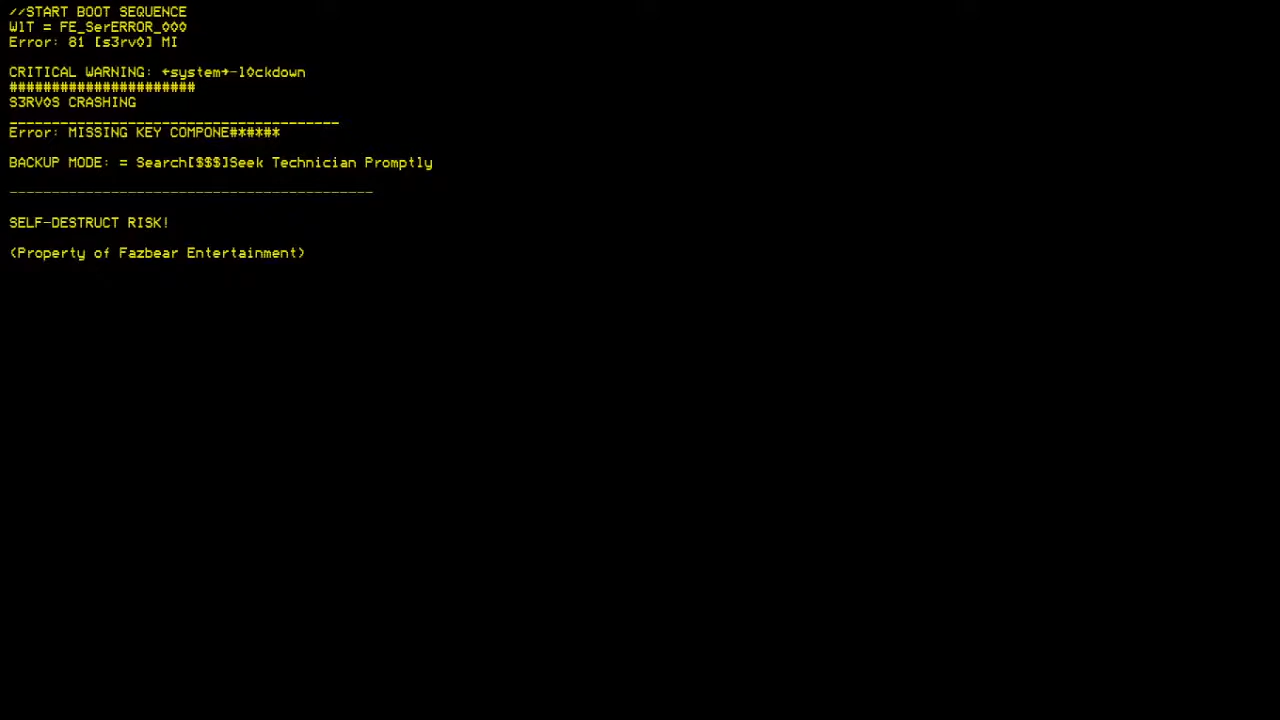 //START BOOT SEQUENCE
W1T = FE_SerERROR_000
Error: 81 [s3rv0] MI
CRITICAL WARNING: +system+-l0ckdown
######################
S3RV0S CRASHING
_______________________________________
Error: MISSING KEY COMPONE#*#*#*
BACKUP MODE: = Search[$$$]Seek Technician Promptly
-------------------------------------------
SELF-DESTRUCT RISK!
(Property of Fazbear Entertainment)